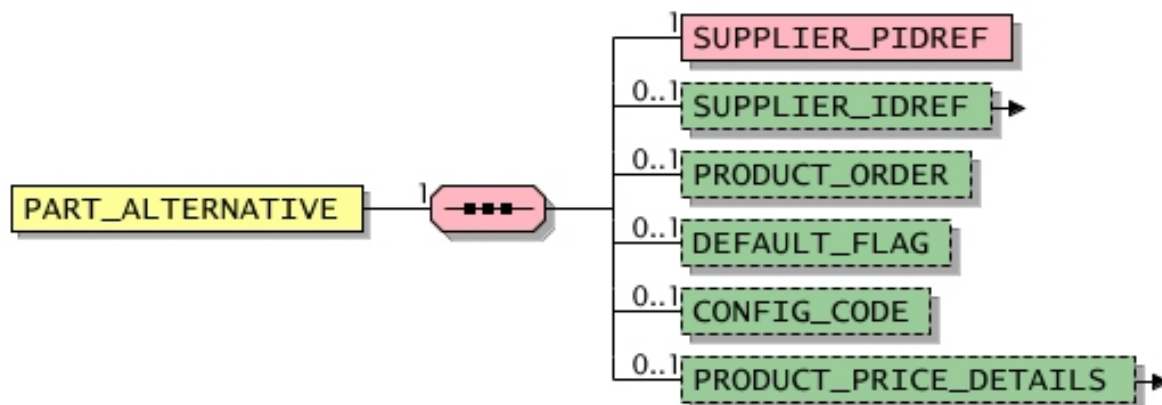 1 SUPPLIER_PIDREF
0..1 SUPPLIER_IDREF
0..1 PRODUCT_ORDER
PART_ALTERNATIVE 1
0..1 DEFAULT_FLAG
0..1 CONFIG_CODE
0..1 PRODUCT_PRICE_DETAILS